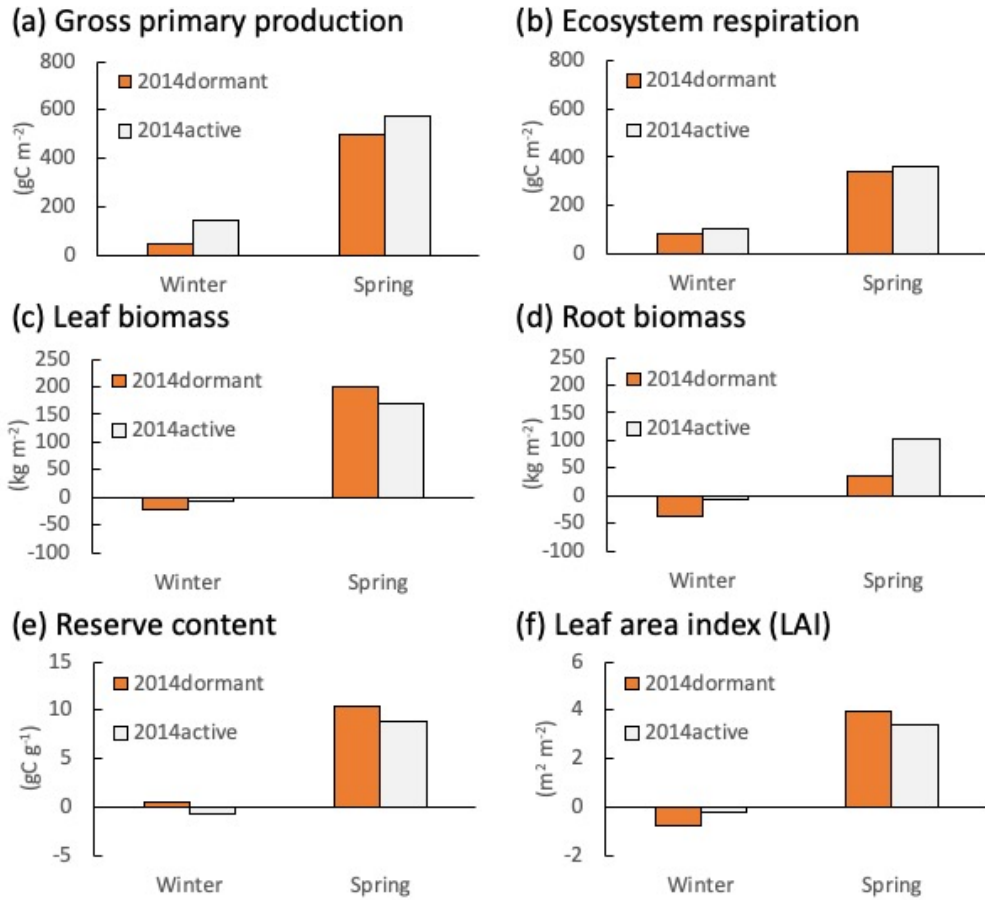 (a) Gross primary production
800
600
400
200
0
(gC m⁻²)
2014dormant
2014active
Winter Spring
(b) Ecosystem respiration
800
600
400
200
0
(gC m⁻²)
2014dormant
2014active
Winter Spring
(c) Leaf biomass
250
200
150
100
50
0
-50
-100
(kg m⁻²)
2014dormant
2014active
Winter Spring
(d) Root biomass
250
200
150
100
50
0
-50
-100
(kg m⁻²)
2014dormant
2014active
Winter Spring
(e) Reserve content
15
10
5
0
-5
(gC g⁻¹)
2014dormant
2014active
Winter Spring
(f) Leaf area index (LAI)
6
4
2
0
-2
(m² m⁻²)
2014dormant
2014active
Winter Spring